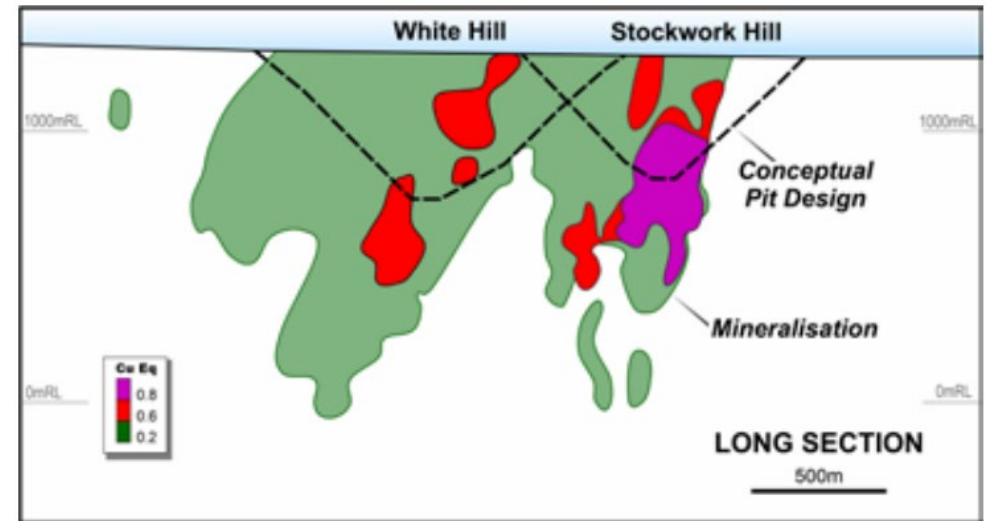 White Hill
Stockwork Hill
1000mRL
1000mRL
Conceptual
Pit Design
Mineralisation
Cu Eq
0.8
0.6
0.2
0mRL
0mRL
LONG SECTION
500m